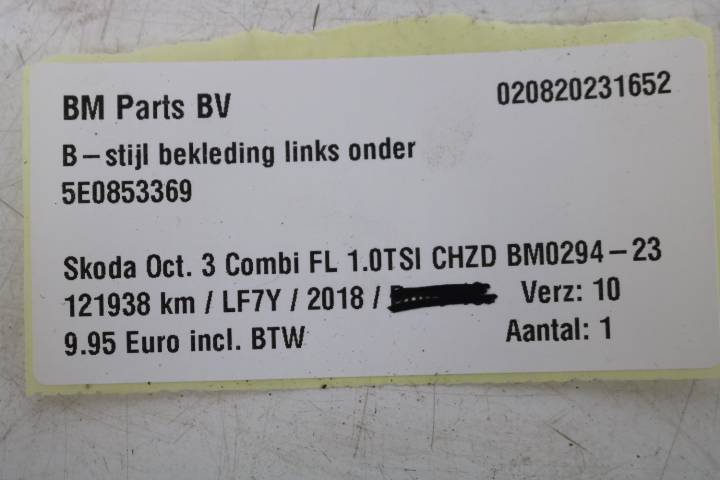 BM Parts BV 020820231652
B-stijl bekleding links onder
5E0853369
Skoda Oct. 3 Combi FL 1.0TSI CHZD BM0294-23
121938 km / LF7Y / 2018 / Verz: 10
9.95 Euro incl. BTW Aantal: 1